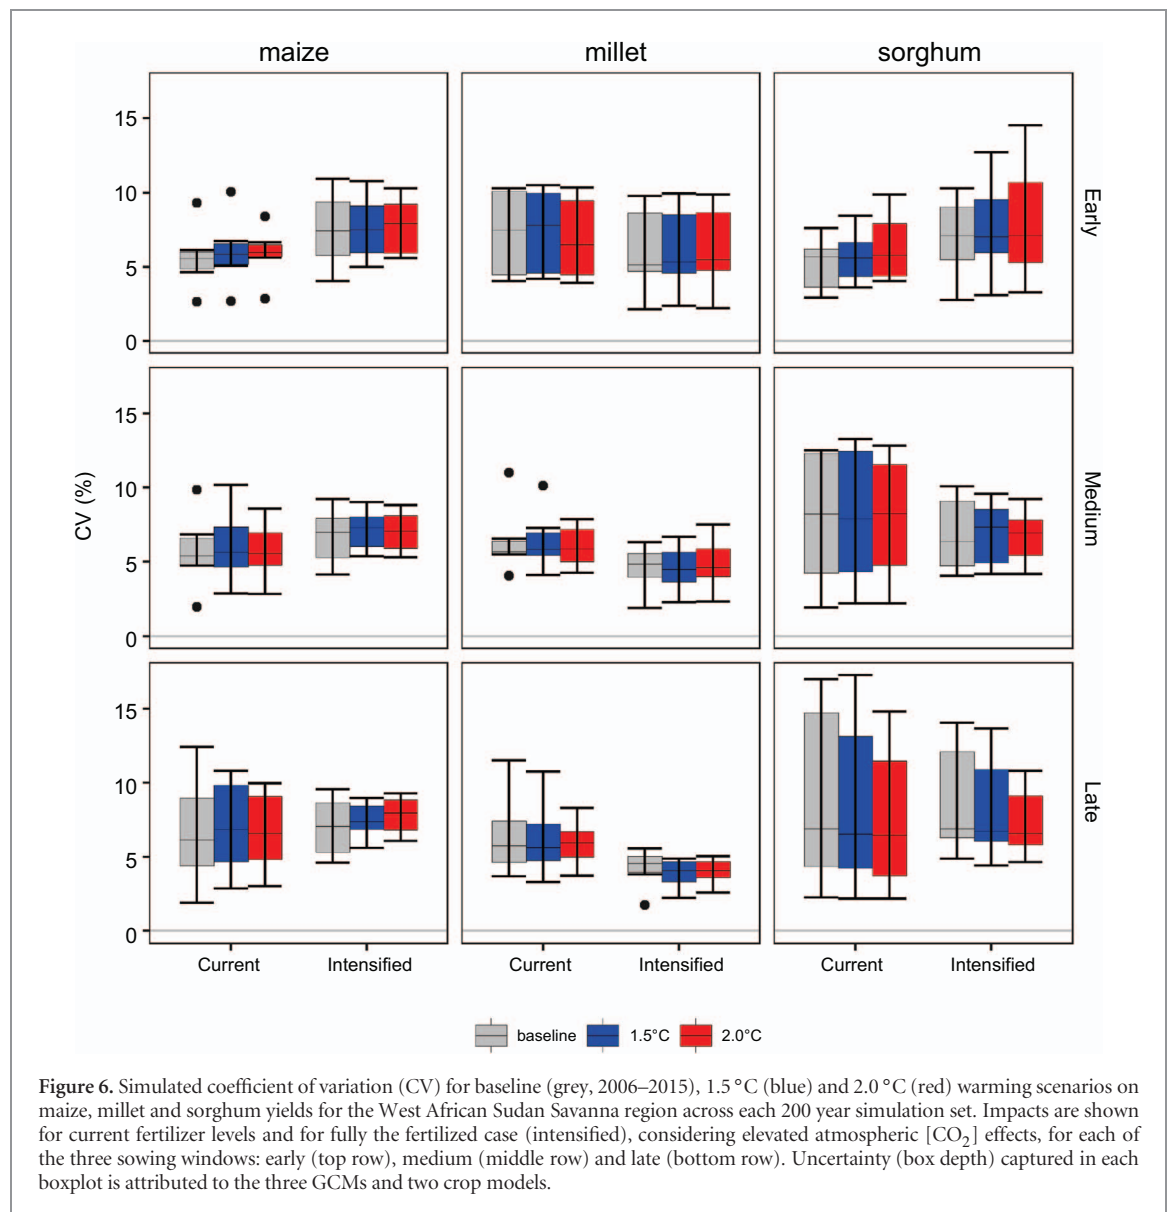 maize millet sorghum
15
10
5
0
Early
15
10
5
0
Medium
CV (%)
15
10
5
0
Late
Current Intensified Current Intensified Current Intensified
baseline 1.5°C 2.0°C
Figure 6. Simulated coefficient of variation (CV) for baseline (grey, 2006–2015), 1.5 °C (blue) and 2.0 °C (red) warming scenarios on
maize, millet and sorghum yields for the West African Sudan Savanna region across each 200 year simulation set. Impacts are shown
for current fertilizer levels and for fully the fertilized case (intensified), considering elevated atmospheric [CO₂] effects, for each of
the three sowing windows: early (top row), medium (middle row) and late (bottom row). Uncertainty (box depth) captured in each
boxplot is attributed to the three GCMs and two crop models.